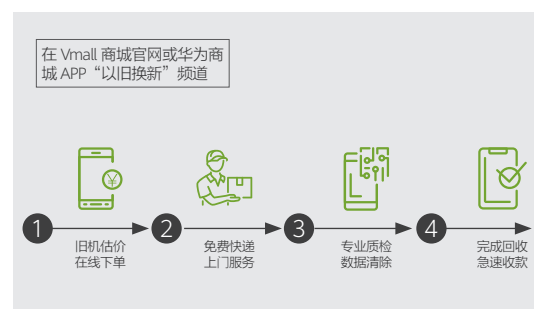 在 Vmall 商城官网或华为商
城 APP“以旧换新”频道
¥
1
2
3
4
旧机估价
在线下单
免费快递
上门服务
专业质检
数据清除
完成回收
急速收款